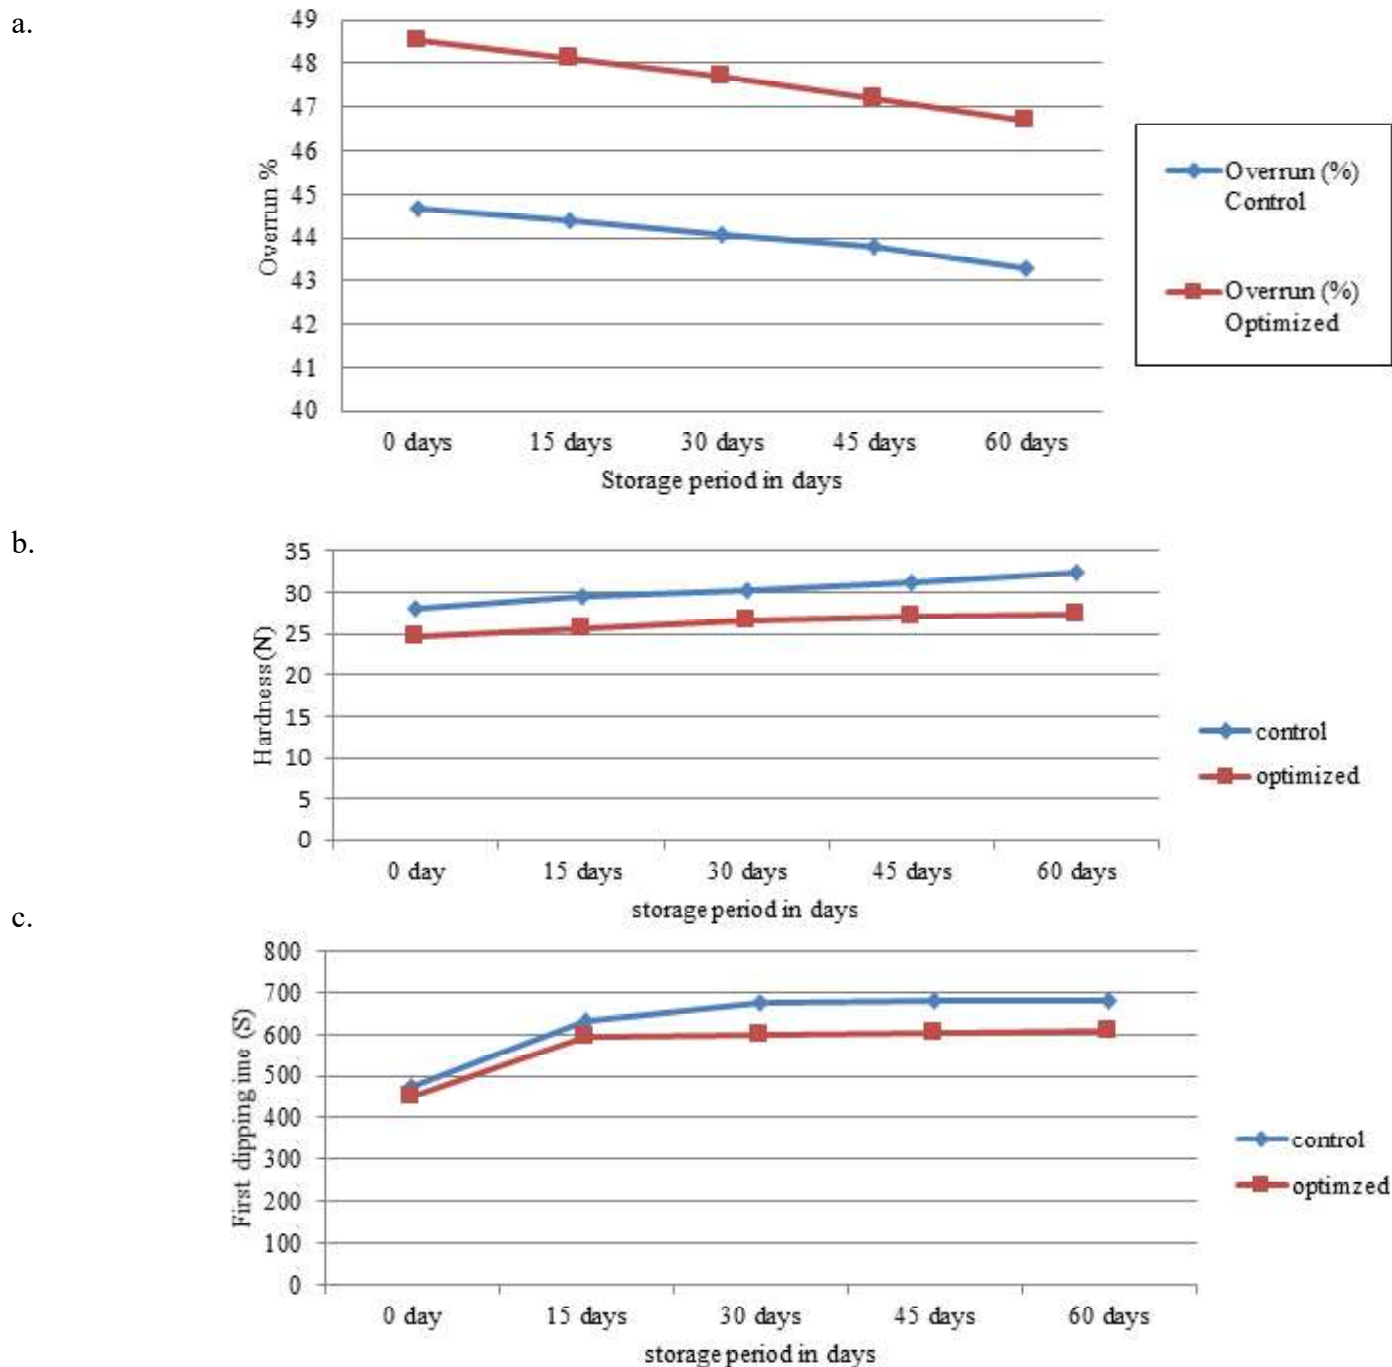 a.
49
48
47
46
45
44
43
42
41
40
Overrun %
0 days 15 days 30 days 45 days 60 days
Storage period in days
Overrun (%)
Control
Overrun (%)
Optimized
b.
35
30
25
20
15
10
5
0
Hardness (N)
0 day 15 days 30 days 45 days 60 days
storage period in days
control
optimized
c.
800
700
600
500
400
300
200
100
0
First dipping ime (S)
0 day 15 days 30 days 45 days 60 days
storage period in days
control
optimzed